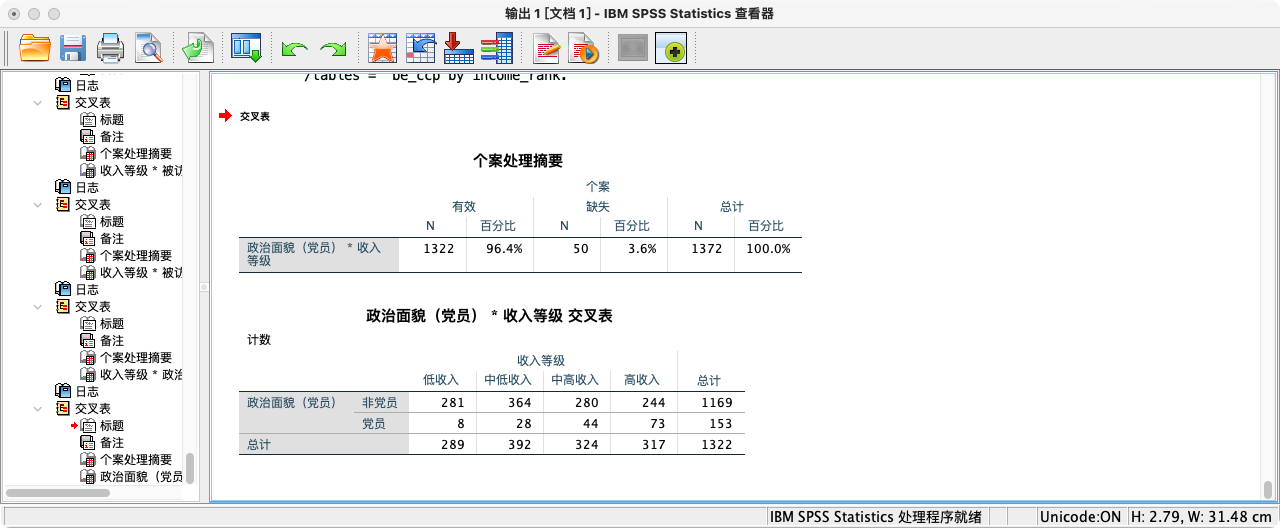 输出 1 [文档 1] - IBM SPSS Statistics 查看器
日志
交叉表
标题
备注
个案处理摘要
收入等级 * 被访
日志
交叉表
标题
备注
个案处理摘要
收入等级 * 被访
日志
交叉表
标题
备注
个案处理摘要
收入等级 * 政治
日志
交叉表
标题
备注
个案处理摘要
政治面貌（党员
/tables = be_ccp by income_rank.
交叉表
个案处理摘要
个案
有效 缺失 总计
N 百分比 N 百分比 N 百分比
政治面貌（党员） * 收入 1322 96.4% 50 3.6% 1372 100.0%
等级
政治面貌（党员） * 收入等级 交叉表
计数
收入等级
低收入 中低收入 中高收入 高收入 总计
政治面貌（党员） 非党员 281 364 280 244 1169
党员 8 28 44 73 153
总计 289 392 324 317 1322
IBM SPSS Statistics 处理程序就绪 Unicode:ON H: 2.79, W: 31.48 cm